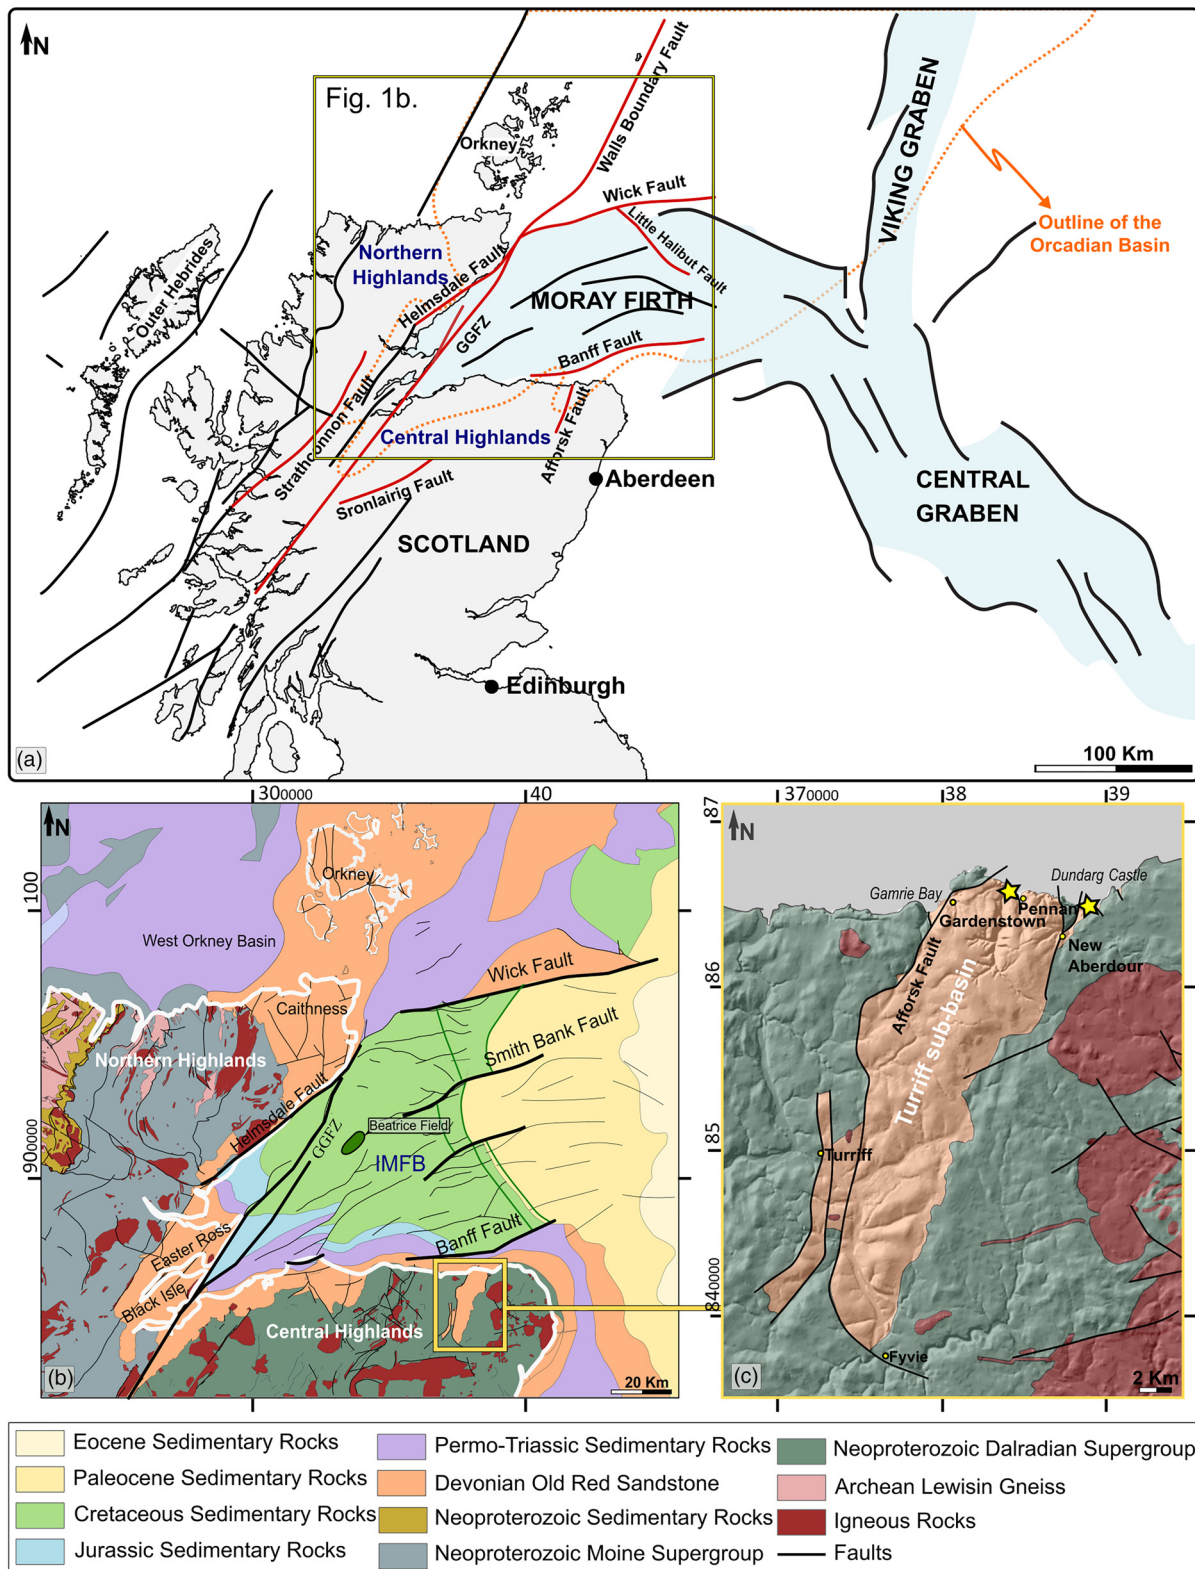 N
Fig. 1b.
Orkney
Walls Boundary Fault
Wick Fault
Little Halibut Fault
VIKING GRABEN
Outline of the
Orcadian Basin
Outer Hebrides
Northern
Highlands
Helmsdale Fault
MORAY FIRTH
GGFZ
Banff Fault
Strathconnon Fault
Central Highlands
Afforsk Fault
Sronlairig Fault
Aberdeen
CENTRAL
GRABEN
SCOTLAND
Edinburgh
(a)
100 Km
300000
40
N
Orkney
1100
West Orkney Basin
Wick Fault
Caithness
Northern Highlands
Smith Bank Fault
Helmsdale Fault
GGFZ
Beatrice Field
IMFB
900000
Banff Fault
Easter Ross
Black Isle
Central Highlands
(b)
20 Km
370000
38
39
87
N
Gamrie Bay
Dundarg Castle
Pennan
Gardenstown
New
Aberdour
Afforsk Fault
86
Turriff sub-basin
85
Turriff
840000
Fyvie
(c)
2 Km
Eocene Sedimentary Rocks
Paleocene Sedimentary Rocks
Cretaceous Sedimentary Rocks
Jurassic Sedimentary Rocks
Permo-Triassic Sedimentary Rocks
Devonian Old Red Sandstone
Neoproterozoic Sedimentary Rocks
Neoproterozoic Moine Supergroup
Neoproterozoic Dalradian Supergroup
Archean Lewisin Gneiss
Igneous Rocks
Faults